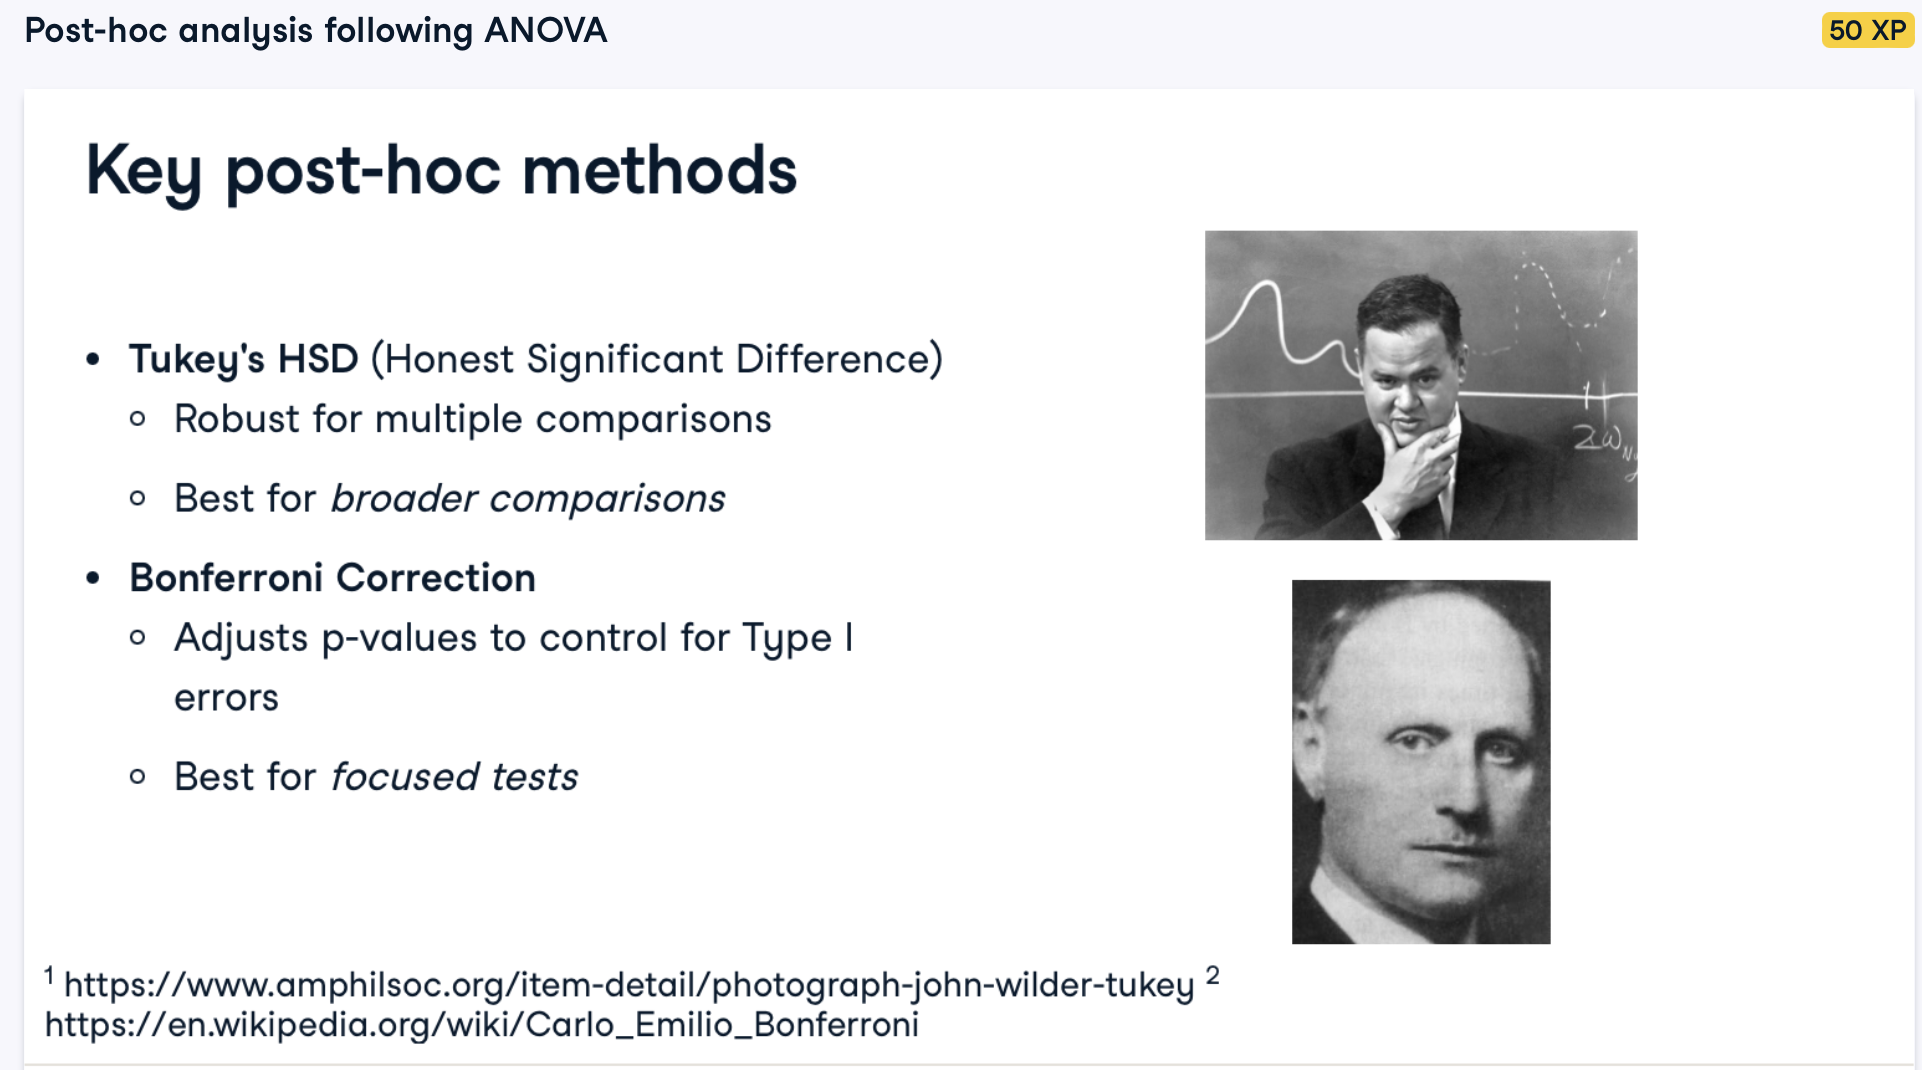 Post-hoc analysis following ANOVA
50 XP
Key post-hoc methods
• Tukey's HSD (Honest Significant Difference)
○ Robust for multiple comparisons
○ Best for broader comparisons
• Bonferroni Correction
○ Adjusts p-values to control for Type I
errors
○ Best for focused tests
1 https://www.amphilsoc.org/item-detail/photograph-john-wilder-tukey 2
https://en.wikipedia.org/wiki/Carlo_Emilio_Bonferroni